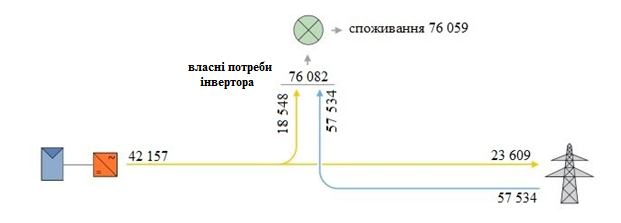 споживання 76 059
власні потреби
інвертора
76 082
18 548
57 534
42 157
23 609
57 534